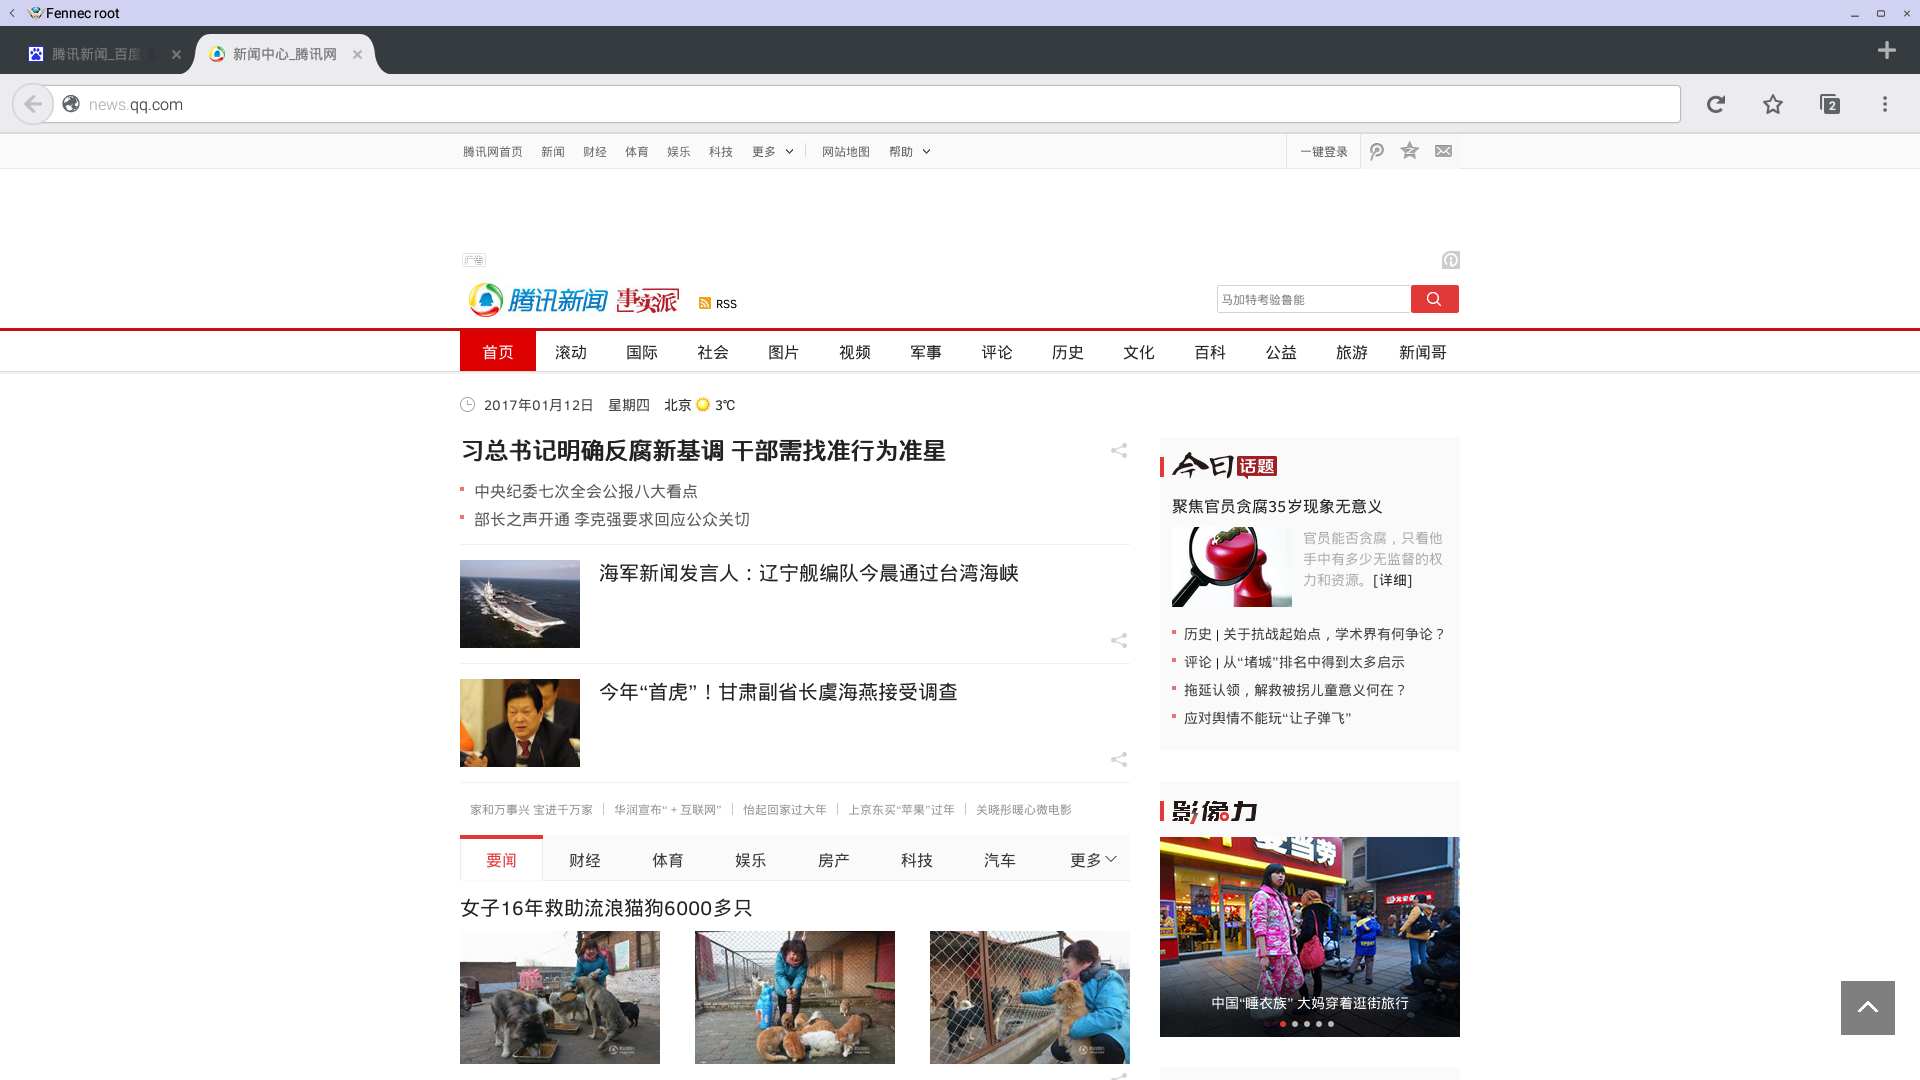 Fennec root
腾讯新闻_百度
新闻中心_腾讯网
news.qq.com
2
腾讯网首页 新闻 财经 体育 娱乐 科技 更多 网站地图 帮助 一键登录
广告
腾讯新闻 事实派 RSS 马加特考验鲁能
首页 滚动 国际 社会 图片 视频 军事 评论 历史 文化 百科 公益 旅游 新闻哥
2017年01月12日 星期四 北京 3℃
习总书记明确反腐新基调 干部需找准行为准星
中央纪委七次全会公报八大看点
部长之声开通 李克强要求回应公众关切
海军新闻发言人：辽宁舰编队今晨通过台湾海峡
今年“首虎”！甘肃副省长虞海燕接受调查
家和万事兴 宝进千万家 华润宣布“＋互联网” 怡起回家过大年 上京东买“苹果”过年 关晓彤暖心微电影
要闻 财经 体育 娱乐 房产 科技 汽车 更多
女子16年救助流浪猫狗6000多只
今日话题
聚焦官员贪腐35岁现象无意义
官员能否贪腐，只看他
手中有多少无监督的权
力和资源。[详细]
历史 | 关于抗战起始点，学术界有何争论？
评论 | 从“堵城”排名中得到太多启示
拖延认领，解救被拐儿童意义何在？
应对舆情不能玩“让子弹飞”
影像力
麦当劳
中国“睡衣族” 大妈穿着逛街旅行